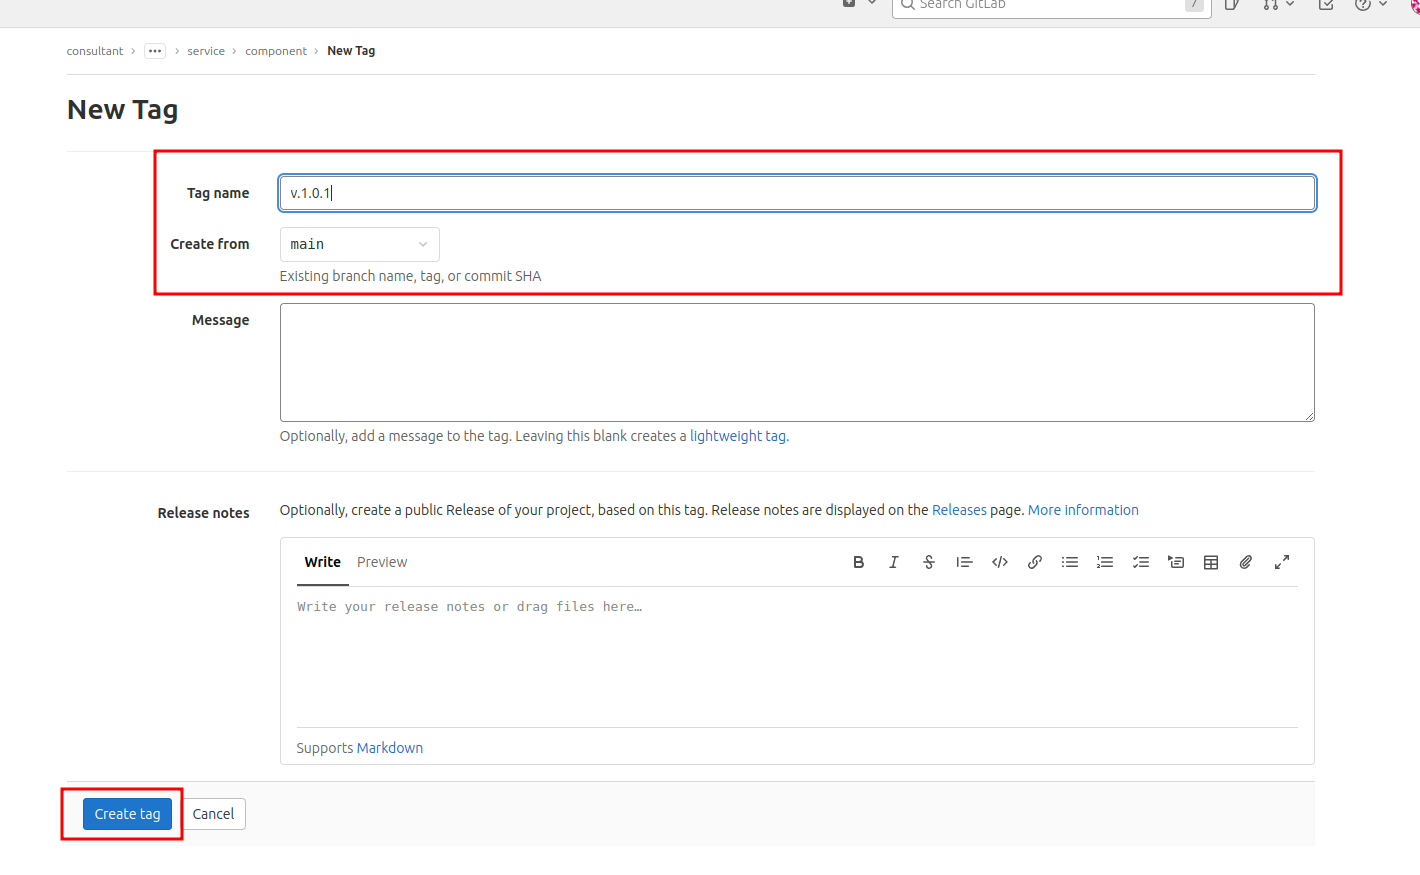 Search GitLab /
consultant › ••• › service › component › New Tag
New Tag
Tag name v.1.0.1
Create from main
Existing branch name, tag, or commit SHA
Message
Optionally, add a message to the tag. Leaving this blank creates a lightweight tag.
Release notes Optionally, create a public Release of your project, based on this tag. Release notes are displayed on the Releases page. More information
Write Preview
Write your release notes or drag files here…
Supports Markdown
Create tag Cancel